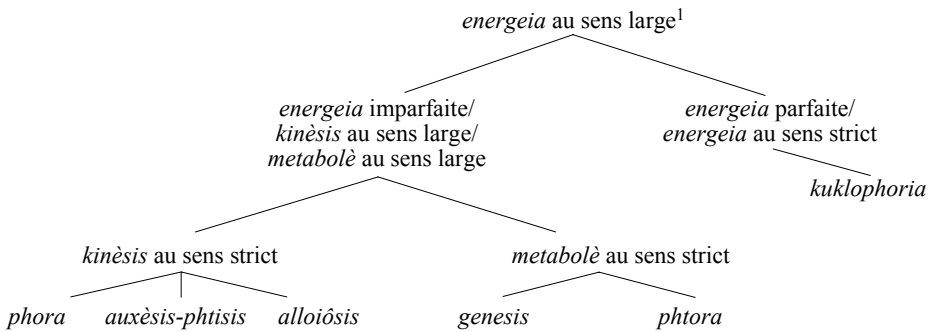 energeia au sens large1
energeia imparfaite/
kinèsis au sens large/
metabolè au sens large
energeia parfaite/
energeia au sens strict
kuklophoria
kinèsis au sens strict
metabolè au sens strict
phora auxèsis-phtisis alloiôsis genesis phtora